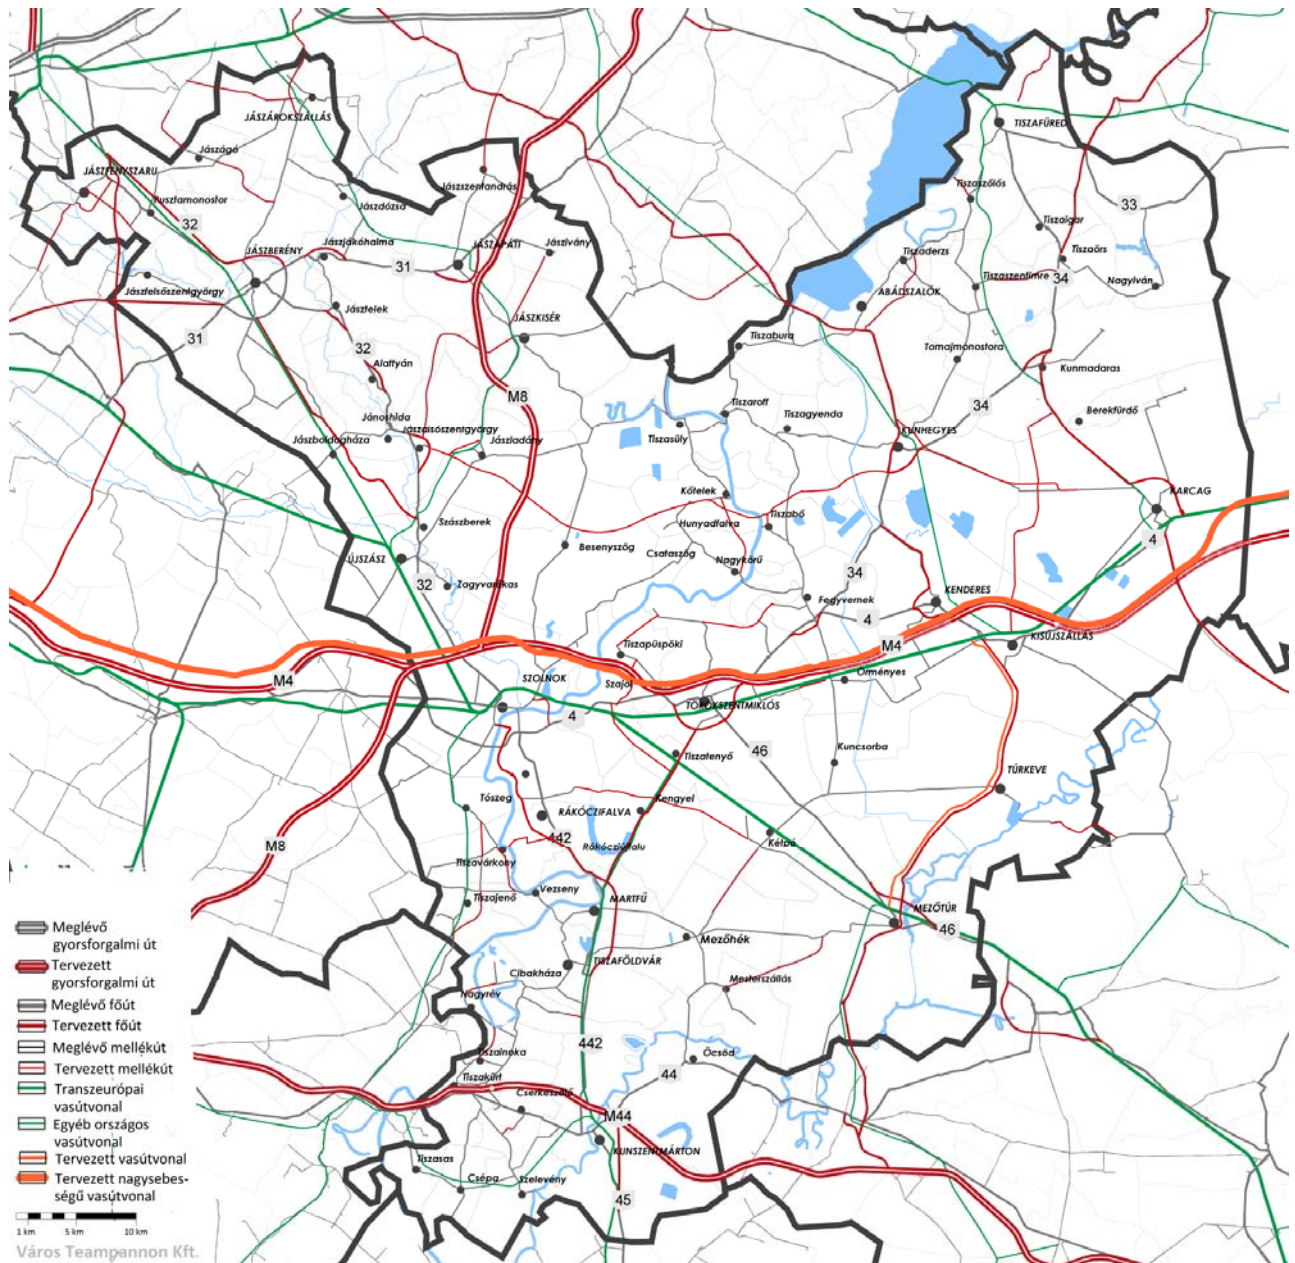 JÁSZÁROKSZÁLLÁS
TISZAFÜRED
Jászágó
JÁSZFÉNYSZARU
Jászszentandrás
Tiszaszőlős
Pusztamonostor
Jászdózsa
33
32
Tiszaigar
JÁSZBERÉNY
Jászjákóhalma
JÁSZAPÁTI
Jászivány
Tiszaderzs
Tiszaörs
31
Jászfelsőszentgyörgy
Tiszaszentimre
34
Nagyiván
Jásztelek
ABÁDSZALÓK
JÁSZKISÉR
31
32
Tiszabura
Tomajmonostora
Alattyán
Kunmadaras
M8
34
Tiszaroff
Tiszagyenda
Berekfürdő
Jánoshida
Jászboldogháza
Jászalsószentgyörgy
Jászladány
Tiszasüly
KUNHEGYES
Kőtelek
KARCAG
Szászberek
Hunyadfalva
Tiszabő
4
Besenyszög
Csataszög
ÚJSZÁSZ
Nagykörű
34
32
Zagyvarékas
KENDERES
Fegyvernek
4
KISÚJSZÁLLÁS
Tiszapüspöki
M4
M4
SZOLNOK
Szajol
Örményes
TÖRÖKSZENTMIKLÓS
4
46
Kuncsorba
Tiszatenyő
TÚRKEVE
Tószeg
RÁKÓCZIFALVA
Kengyel
M8
442
Rákócziújfalu
Kétpó
Tiszavárkony
Vezseny
Tiszajenő
MARTFŰ
MEZŐTÚR
46
Mezőhék
Cibakháza
TISZAFÖLDVÁR
Mesterszállás
Nagyrév
442
Tiszainoka
Öcsöd
Tiszakürt
44
Cserkeszőlő
M44
KUNSZENTMÁRTON
Tiszasas
Csépa
Szelevény
45
Meglévő
gyorsforgalmi út
Tervezett
gyorsforgalmi út
Meglévő főút
Tervezett főút
Meglévő mellékút
Tervezett mellékút
Transzeurópai
vasútvonal
Egyéb országos
vasútvonal
Tervezett vasútvonal
Tervezett nagysebes-
ségű vasútvonal
1 km 5 km 10 km
Város Teampannon Kft.